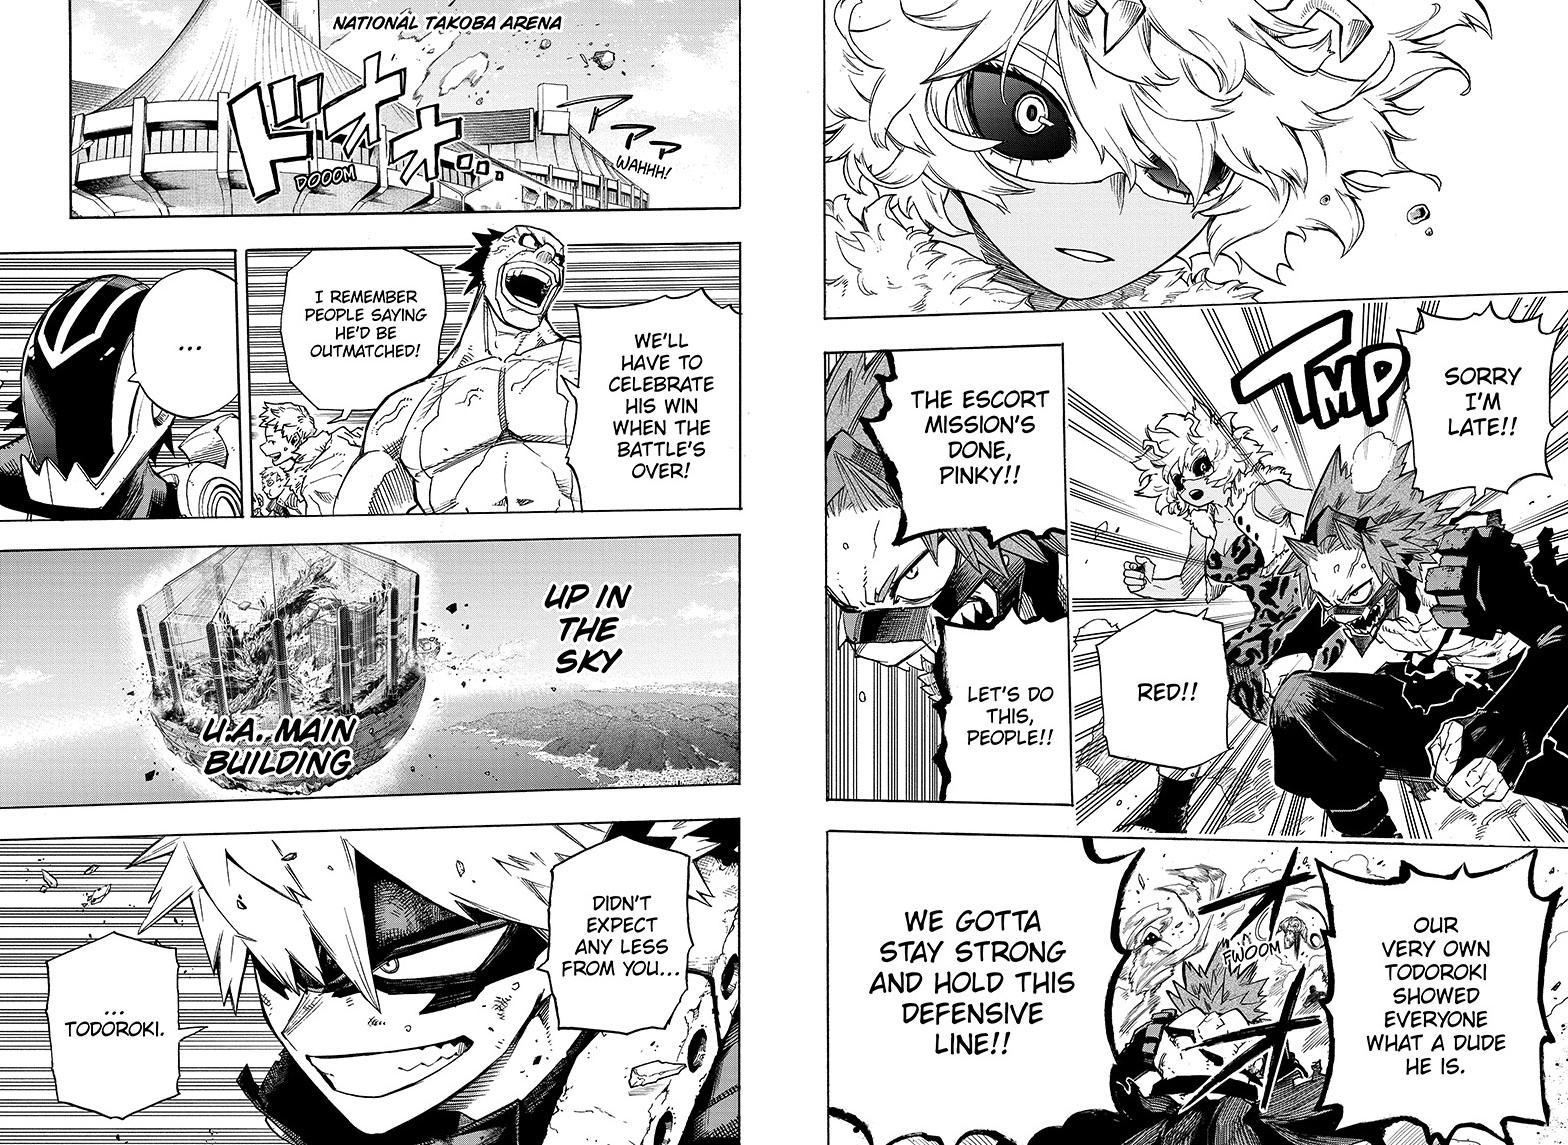 SORRY
I'M
LATE!!
TMP
THE ESCORT
MISSION'S
DONE,
PINKY!!
RED!!
LET'S DO
THIS,
PEOPLE!!
OUR
VERY OWN
TODOROKI
SHOWED
EVERYONE
WHAT A DUDE
HE IS.
FWOOM
WE GOTTA
STAY STRONG
AND HOLD THIS
DEFENSIVE
LINE!!
NATIONAL TAKOBA ARENA
ドオオオ...
DOOOM
アアア
WAHHH!
WE'LL
HAVE TO
CELEBRATE
HIS WIN
WHEN THE
BATTLE'S
OVER!
I REMEMBER
PEOPLE SAYING
HE'D BE
OUTMATCHED!
...
UP IN
THE
SKY
U.A. MAIN
BUILDING
DIDN'T
EXPECT
ANY LESS
FROM YOU...
...
TODOROKI.